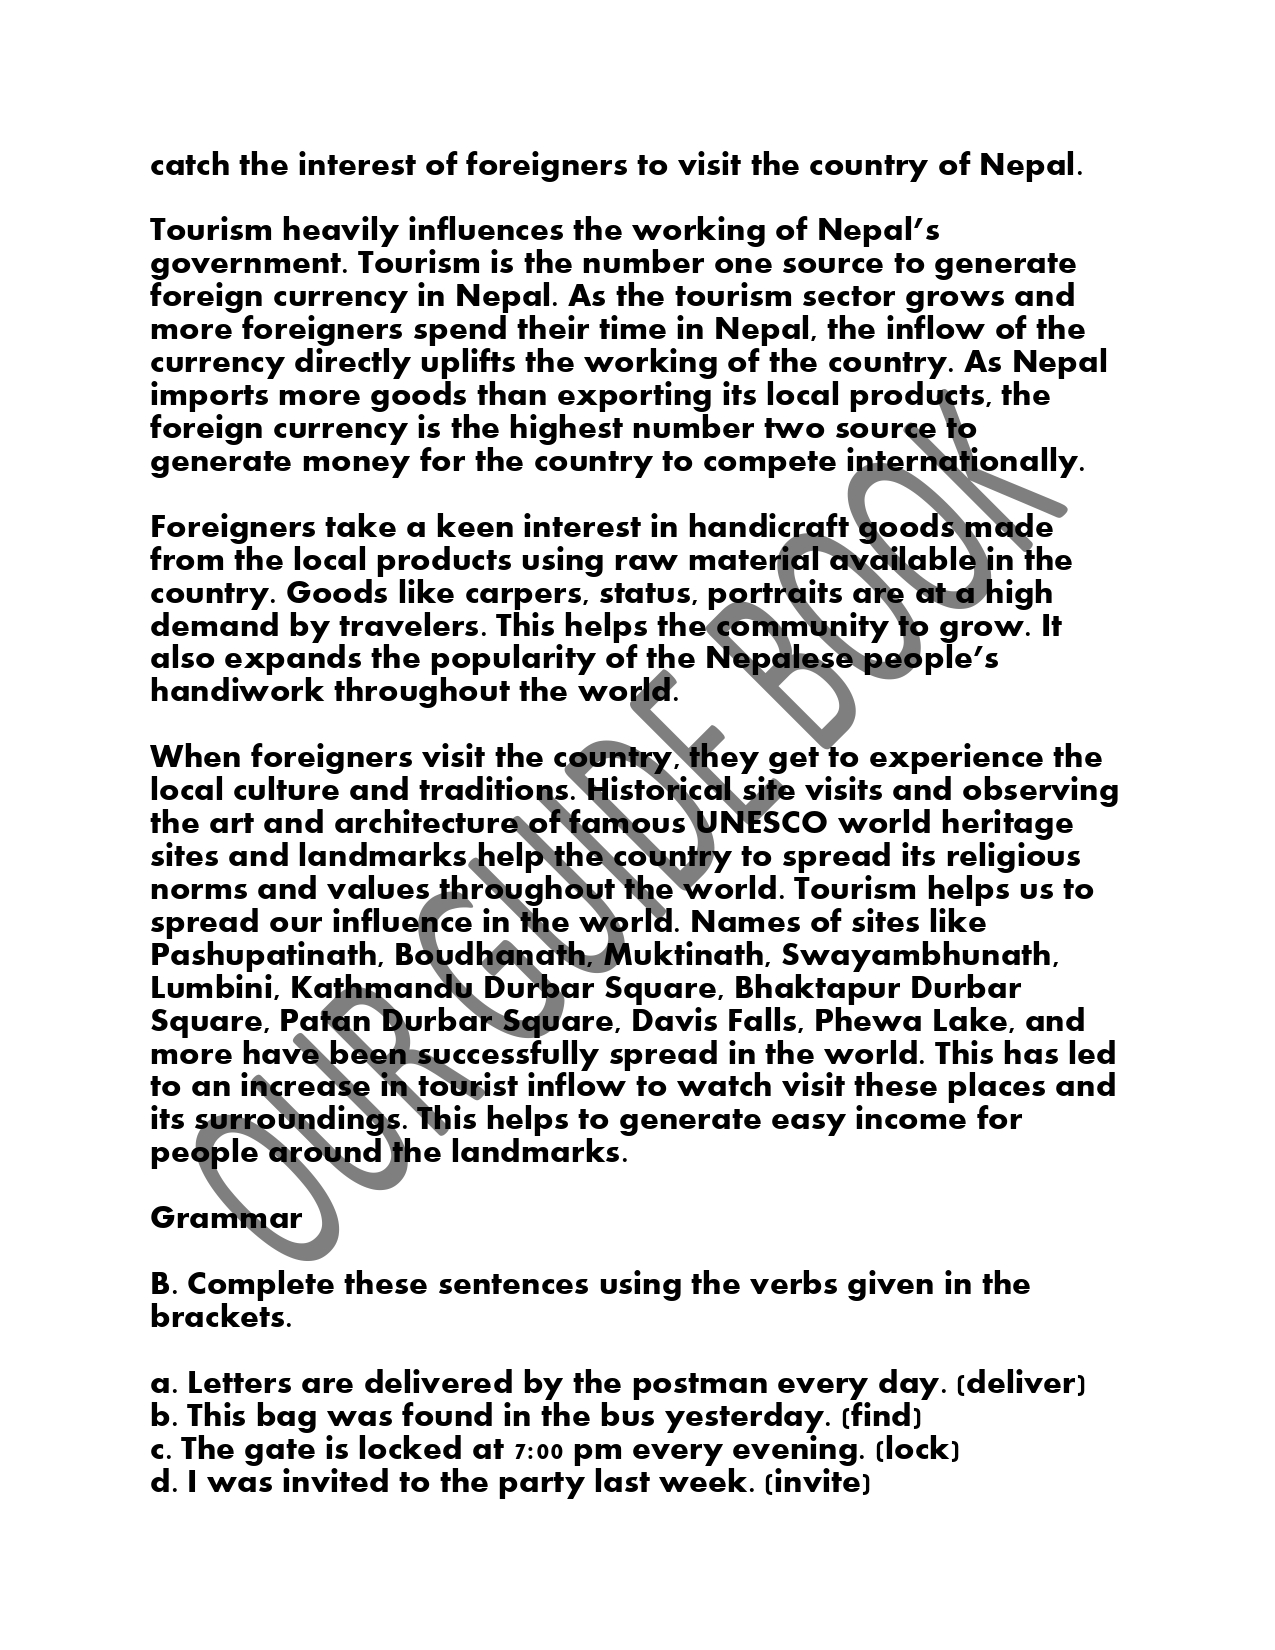 catch the interest of foreigners to visit the country of Nepal.
Tourism heavily influences the working of Nepal’s
government. Tourism is the number one source to generate
foreign currency in Nepal. As the tourism sector grows and
more foreigners spend their time in Nepal, the inflow of the
currency directly uplifts the working of the country. As Nepal
imports more goods than exporting its local products, the
foreign currency is the highest number two source to
generate money for the country to compete internationally.
Foreigners take a keen interest in handicraft goods made
from the local products using raw material available in the
country. Goods like carpers, status, portraits are at a high
demand by travelers. This helps the community to grow. It
also expands the popularity of the Nepalese people’s
handiwork throughout the world.
When foreigners visit the country, they get to experience the
local culture and traditions. Historical site visits and observing
the art and architecture of famous UNESCO world heritage
sites and landmarks help the country to spread its religious
norms and values throughout the world. Tourism helps us to
spread our influence in the world. Names of sites like
Pashupatinath, Boudhanath, Muktinath, Swayambhunath,
Lumbini, Kathmandu Durbar Square, Bhaktapur Durbar
Square, Patan Durbar Square, Davis Falls, Phewa Lake, and
more have been successfully spread in the world. This has led
to an increase in tourist inflow to watch visit these places and
its surroundings. This helps to generate easy income for
people around the landmarks.
Grammar
B. Complete these sentences using the verbs given in the
brackets.
a. Letters are delivered by the postman every day. (deliver)
b. This bag was found in the bus yesterday. (find)
c. The gate is locked at 7:00 pm every evening. (lock)
d. I was invited to the party last week. (invite)
OUR GUIDE BOOK